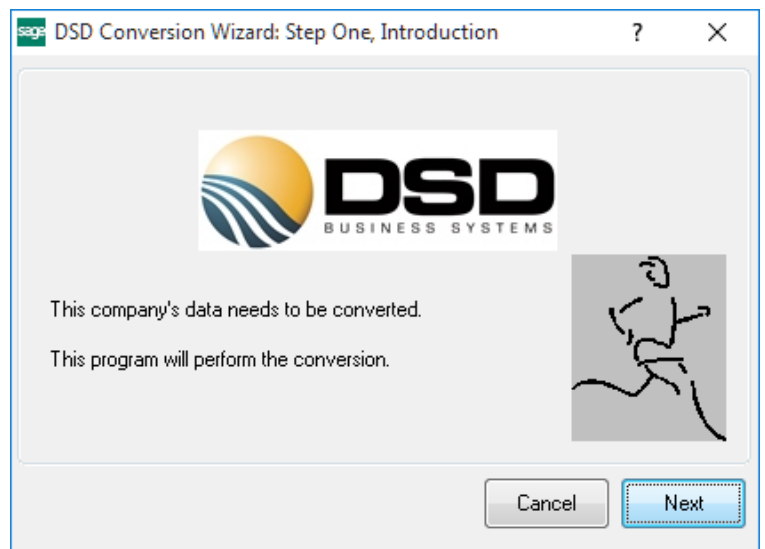 sage DSD Conversion Wizard: Step One, Introduction ?
DSD
BUSINESS SYSTEMS
This company's data needs to be converted.
This program will perform the conversion.
Cancel Next